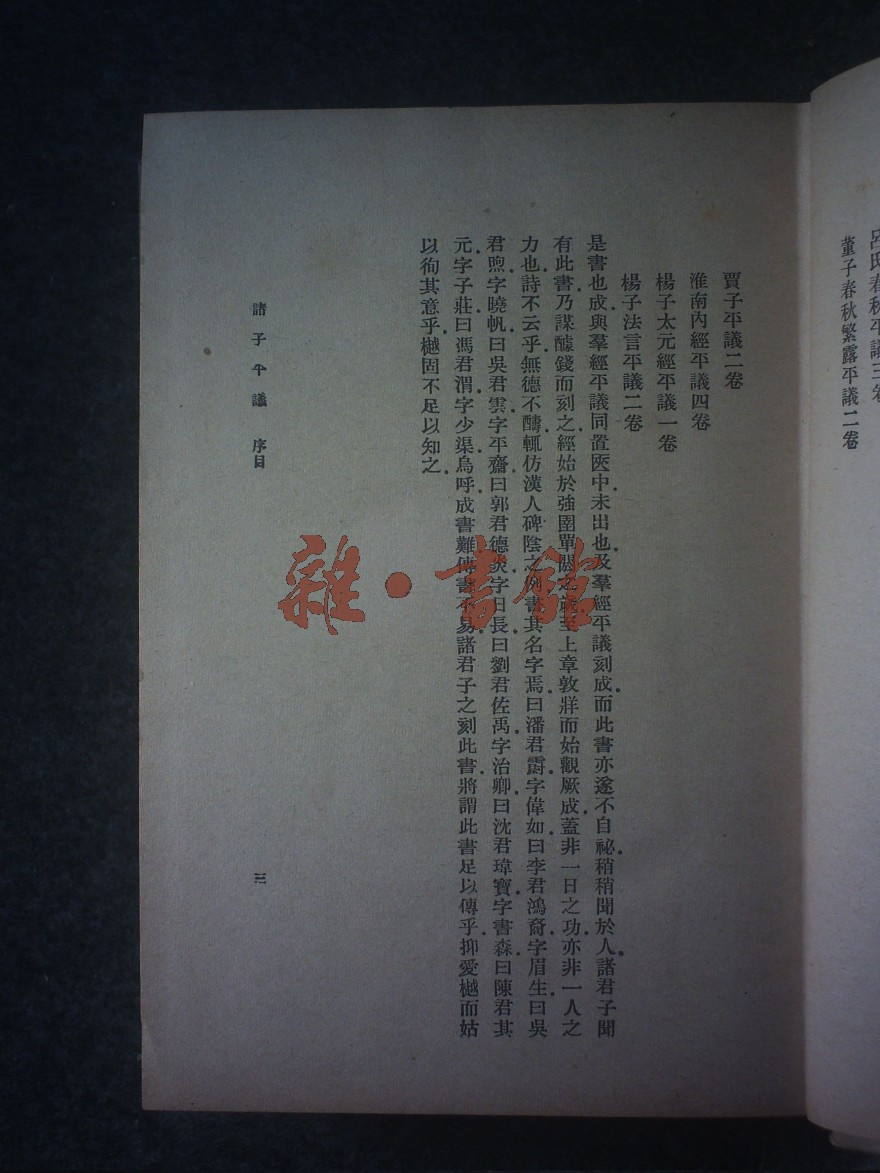 呂氏春秋平議三卷
董子春秋繁露平議二卷
賈子平議二卷
淮南內經平議四卷
楊子太元經平議一卷
楊子法言平議二卷
是書也成與羣經平議同置匧中未出也及羣經平議刻成而此書亦遂不自祕稍稍聞於人諸君子聞
有此書乃謀醵錢而刻之經始於強圉單閼之歲至上章敦牂而始觀厥成蓋非一日之功亦非一人之
力也詩不云乎無德不醻輒仿漢人碑陰之例書其名字焉曰潘君霨字偉如曰李君鴻裔字眉生曰吳
君煦字曉帆曰吳君雲字平齋曰郭君德炎字日長曰劉君佐禹字治卿曰沈君瑋寶字書森曰陳君其
元字子莊曰馮君渭字少渠烏呼成書難傳書不易諸君子之刻此書將謂此書足以傳乎抑愛樾而姑
以徇其意乎樾固不足以知之
諸子平議 序目
三
雜·書館